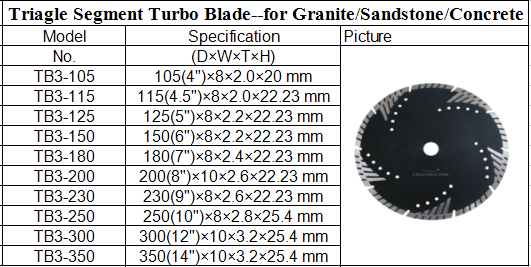 Triagle Segment Turbo Blade--for Granite/Sandstone/Concrete
Model Specification Picture
No. (D×W×T×H)
TB3-105 105(4")×8×2.0×20 mm
TB3-115 115(4.5")×8×2.0×22.23 mm
TB3-125 125(5")×8×2.2×22.23 mm
TB3-150 150(6")×8×2.2×22.23 mm
TB3-180 180(7")×8×2.4×22.23 mm
TB3-200 200(8")×10×2.6×22.23 mm
TB3-230 230(9")×8×2.6×22.23 mm
TB3-250 250(10")×8×2.8×25.4 mm
TB3-300 300(12")×10×3.2×25.4 mm
TB3-350 350(14")×10×3.2×25.4 mm